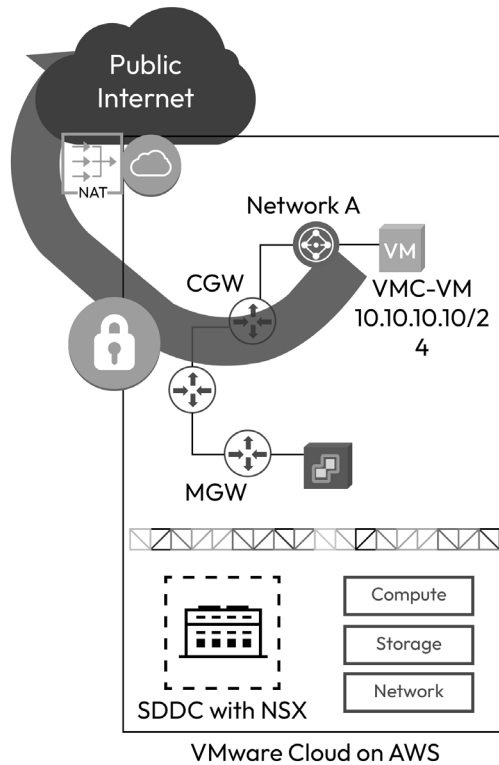 Public
Internet
NAT
Network A
VM
CGW
VMC-VM
10.10.10.10/2
4
MGW
Compute
Storage
Network
SDDC with NSX
VMware Cloud on AWS